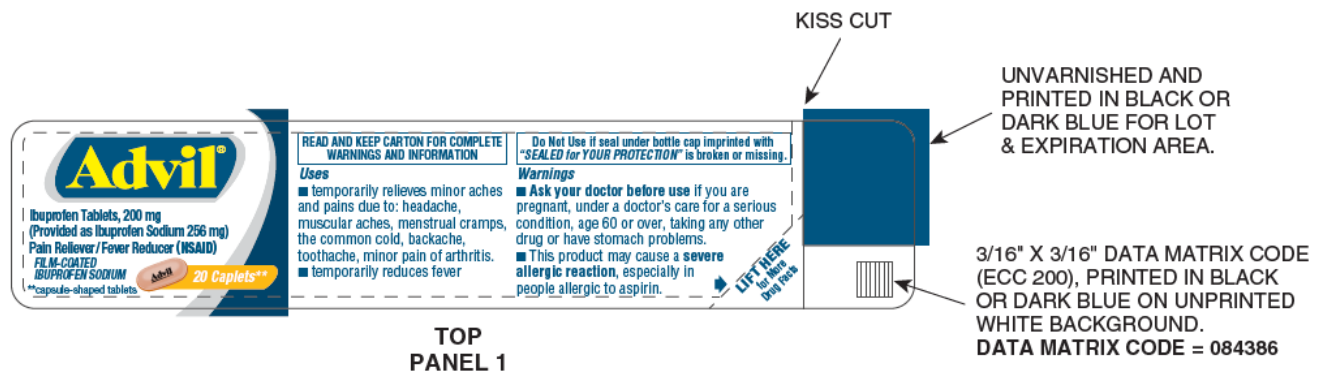 KISS CUT
UNVARNISHED AND
PRINTED IN BLACK OR
DARK BLUE FOR LOT
& EXPIRATION AREA.
Advil®
Ibuprofen Tablets, 200 mg
(Provided as Ibuprofen Sodium 256 mg)
Pain Reliever/Fever Reducer (NSAID)
FILM-COATED
IBUPROFEN SODIUM
Advil
20 Caplets**
**capsule-shaped tablets
READ AND KEEP CARTON FOR COMPLETE
WARNINGS AND INFORMATION
Uses
■ temporarily relieves minor aches
and pains due to: headache,
muscular aches, menstrual cramps,
the common cold, backache,
toothache, minor pain of arthritis.
■ temporarily reduces fever
Do Not Use if seal under bottle cap imprinted with
“SEALED for YOUR PROTECTION” is broken or missing.
Warnings
■ Ask your doctor before use if you are
pregnant, under a doctor's care for a serious
condition, age 60 or over, taking any other
drug or have stomach problems.
■ This product may cause a severe
allergic reaction, especially in
people allergic to aspirin.
LIFT HERE
for More
Drug Facts
3/16" X 3/16" DATA MATRIX CODE
(ECC 200), PRINTED IN BLACK
OR DARK BLUE ON UNPRINTED
WHITE BACKGROUND.
DATA MATRIX CODE = 084386
TOP
PANEL 1